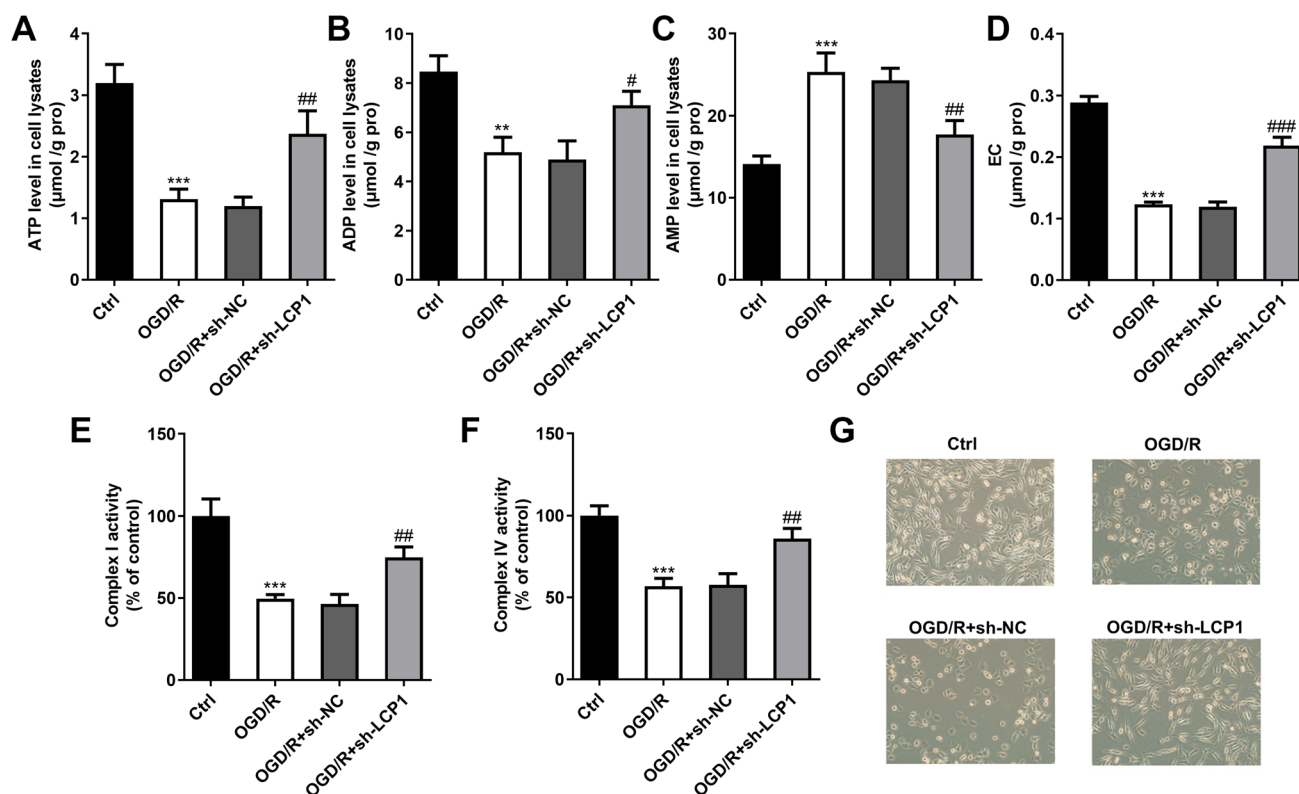 A
ATP level in cell lysates
(μmol /g pro)
4
3
2
1
0
***
##
Ctrl
OGD/R
OGD/R+sh-NC
OGD/R+sh-LCP1
B
ADP level in cell lysates
(μmol /g pro)
10
8
6
4
2
0
**
#
Ctrl
OGD/R
OGD/R+sh-NC
OGD/R+sh-LCP1
C
AMP level in cell lysates
(μmol /g pro)
30
20
10
0
***
##
Ctrl
OGD/R
OGD/R+sh-NC
OGD/R+sh-LCP1
D
EC
(μmol /g pro)
0.4
0.3
0.2
0.1
0.0
***
###
Ctrl
OGD/R
OGD/R+sh-NC
OGD/R+sh-LCP1
E
Complex I activity
(% of control)
150
100
50
0
***
##
Ctrl
OGD/R
OGD/R+sh-NC
OGD/R+sh-LCP1
F
Complex IV activity
(% of control)
150
100
50
0
***
##
Ctrl
OGD/R
OGD/R+sh-NC
OGD/R+sh-LCP1
G
Ctrl
OGD/R
OGD/R+sh-NC
OGD/R+sh-LCP1